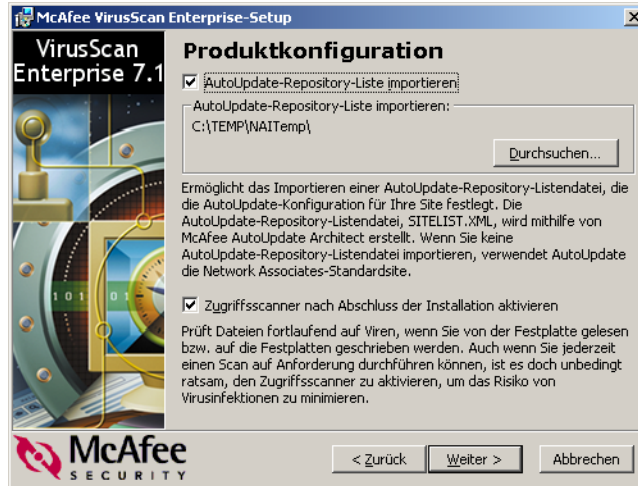 McAfee VirusScan Enterprise-Setup
VirusScan
Enterprise 7.1
Produktkonfiguration
AutoUpdate-Repository-Liste importieren
AutoUpdate-Repository-Liste importieren:
C:\TEMP\NAITemp\
Durchsuchen...
Ermöglicht das Importieren einer AutoUpdate-Repository-Listendatei, die
die AutoUpdate-Konfiguration für Ihre Site festlegt. Die
AutoUpdate-Repository-Listendatei, SITELIST.XML, wird mithilfe von
McAfee AutoUpdate Architect erstellt. Wenn Sie keine
AutoUpdate-Repository-Listendatei importieren, verwendet AutoUpdate
die Network Associates-Standardsite.
Zugriffsscanner nach Abschluss der Installation aktivieren
Prüft Dateien fortlaufend auf Viren, wenn Sie von der Festplatte gelesen
bzw. auf die Festplatten geschrieben werden. Auch wenn Sie jederzeit
einen Scan auf Anforderung durchführen können, ist es doch unbedingt
ratsam, den Zugriffsscanner zu aktivieren, um das Risiko von
Virusinfektionen zu minimieren.
1 0 1 0 1
McAfee
SECURITY
< Zurück
Weiter >
Abbrechen